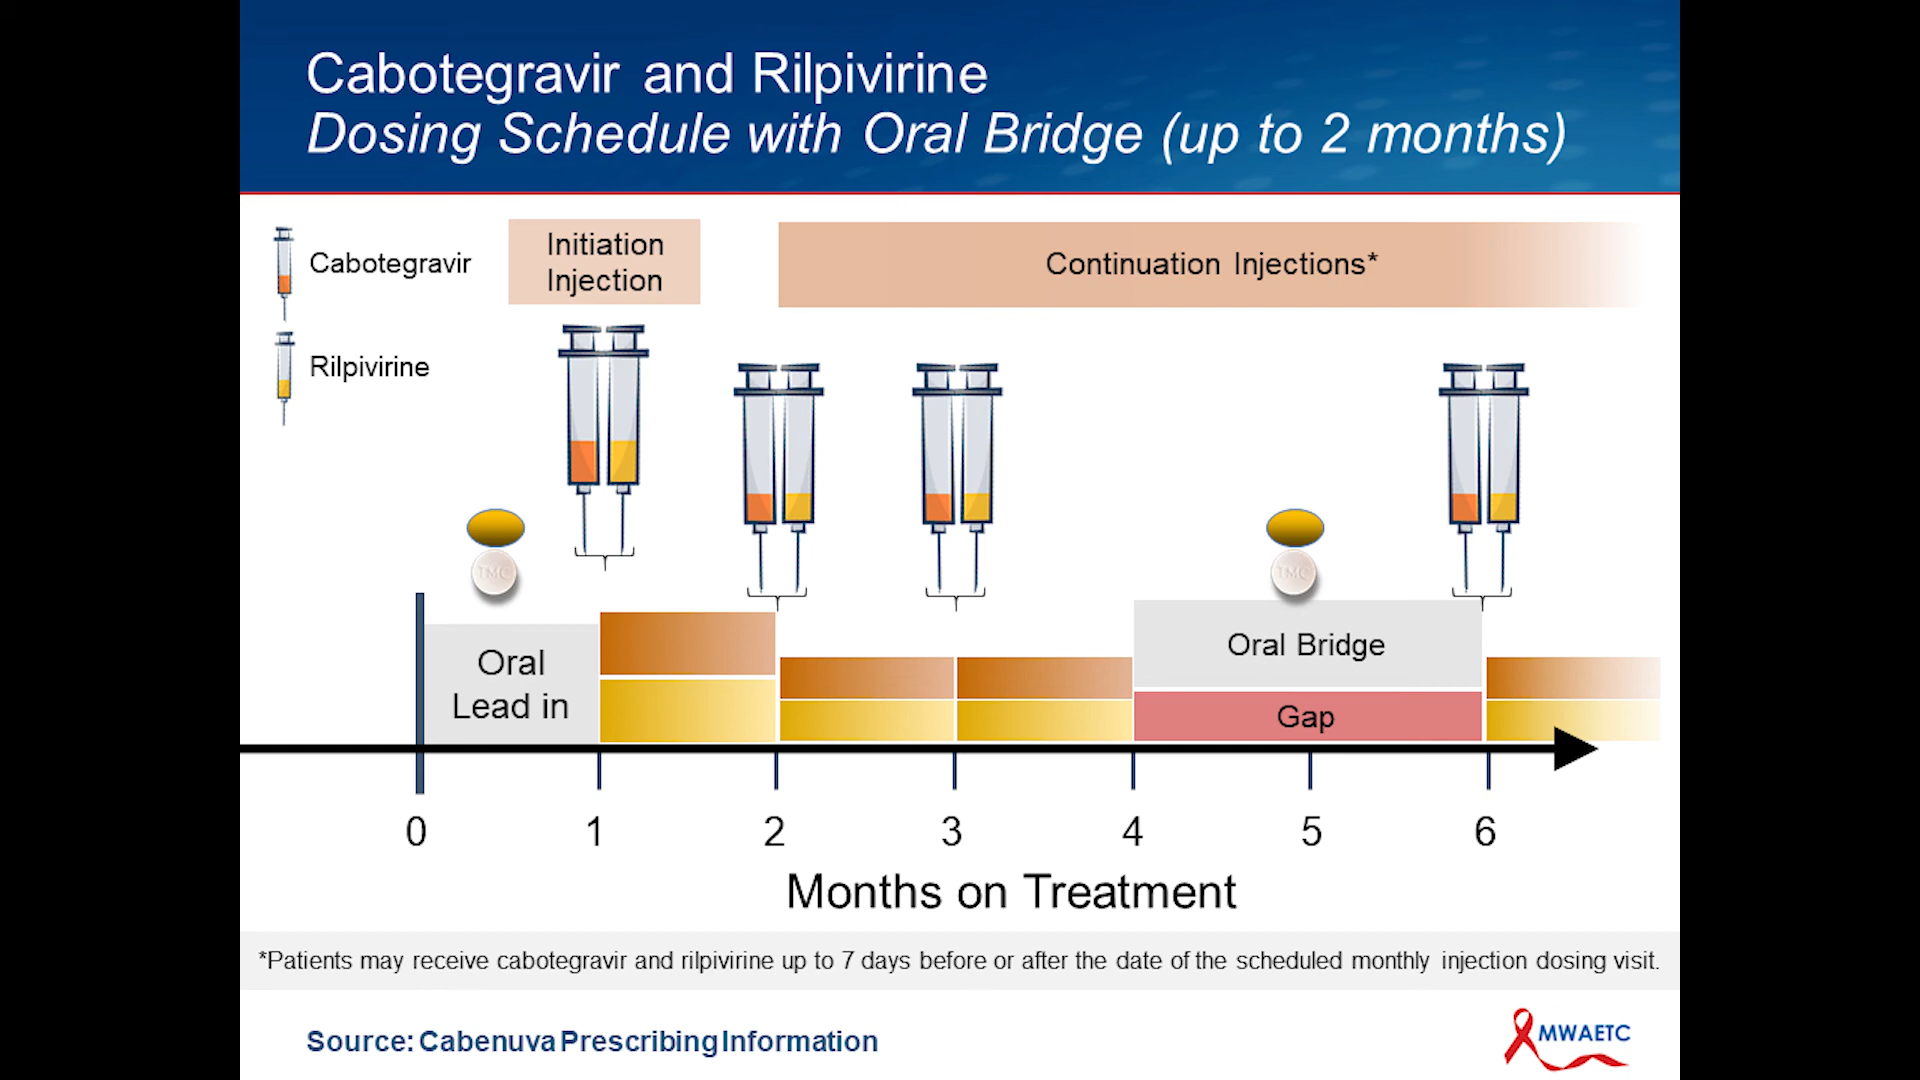 Cabotegravir and Rilpivirine
Dosing Schedule with Oral Bridge (up to 2 months)
Cabotegravir
Rilpivirine
Initiation
Injection
Continuation Injections*
TMC
TMC
Oral
Lead in
Oral Bridge
Gap
0 1 2 3 4 5 6
Months on Treatment
*Patients may receive cabotegravir and rilpivirine up to 7 days before or after the date of the scheduled monthly injection dosing visit.
Source: Cabenuva Prescribing Information
MWAETC